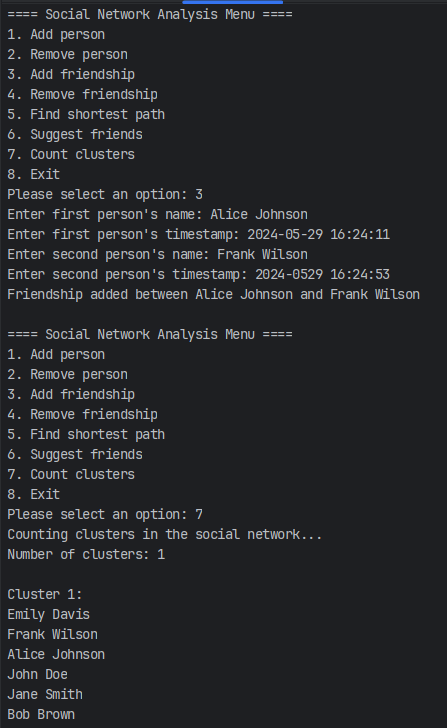 ==== Social Network Analysis Menu ====
1. Add person
2. Remove person
3. Add friendship
4. Remove friendship
5. Find shortest path
6. Suggest friends
7. Count clusters
8. Exit
Please select an option: 3
Enter first person's name: Alice Johnson
Enter first person's timestamp: 2024-05-29 16:24:11
Enter second person's name: Frank Wilson
Enter second person's timestamp: 2024-0529 16:24:53
Friendship added between Alice Johnson and Frank Wilson

==== Social Network Analysis Menu ====
1. Add person
2. Remove person
3. Add friendship
4. Remove friendship
5. Find shortest path
6. Suggest friends
7. Count clusters
8. Exit
Please select an option: 7
Counting clusters in the social network...
Number of clusters: 1

Cluster 1:
Emily Davis
Frank Wilson
Alice Johnson
John Doe
Jane Smith
Bob Brown